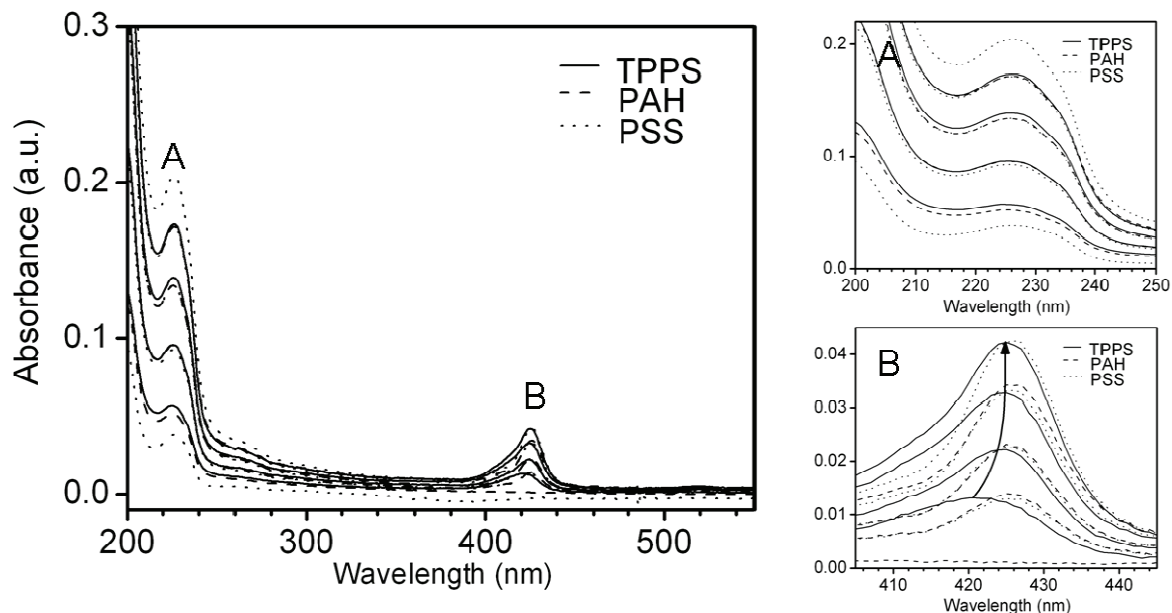 0.3
0.2
0.1
0.0
Absorbance (a.u.)
TPPS
PAH
PSS
A
B
200
300
400
500
Wavelength (nm)
0.2
0.1
0.0
A
TPPS
PAH
PSS
200
210
220
230
240
250
Wavelength (nm)
0.04
0.03
0.02
0.01
0.00
B
TPPS
PAH
PSS
410
420
430
440
Wavelength (nm)